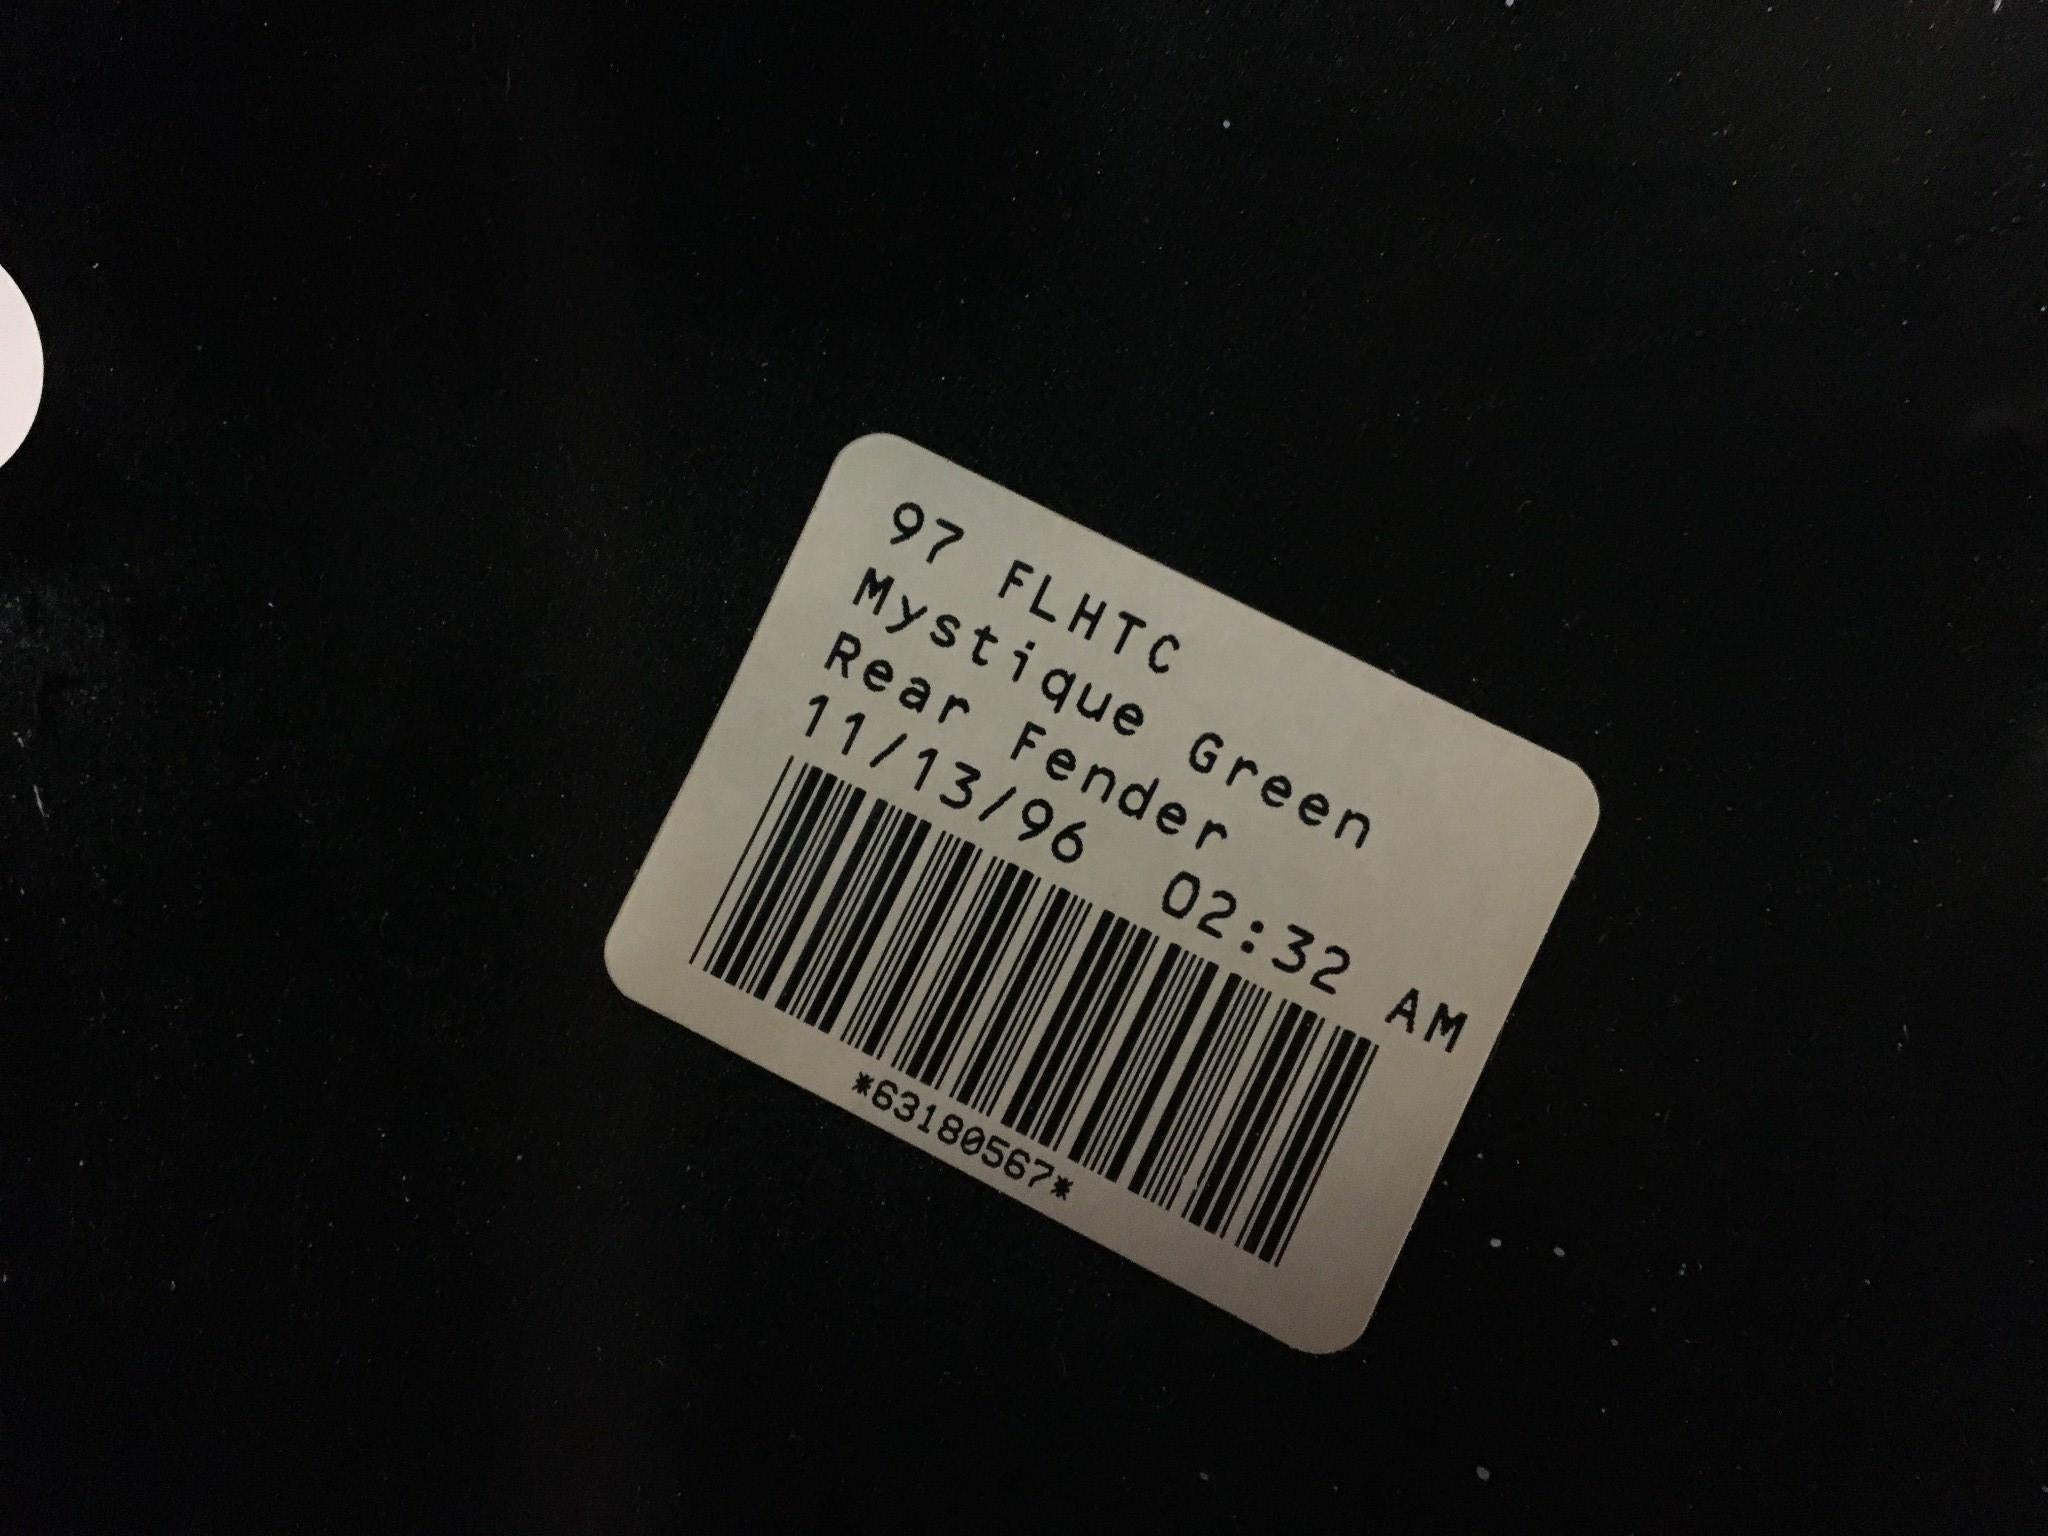 97 FLHTC
Mystique Green
Rear Fender
11/13/96 02:32 AM
*63180567*